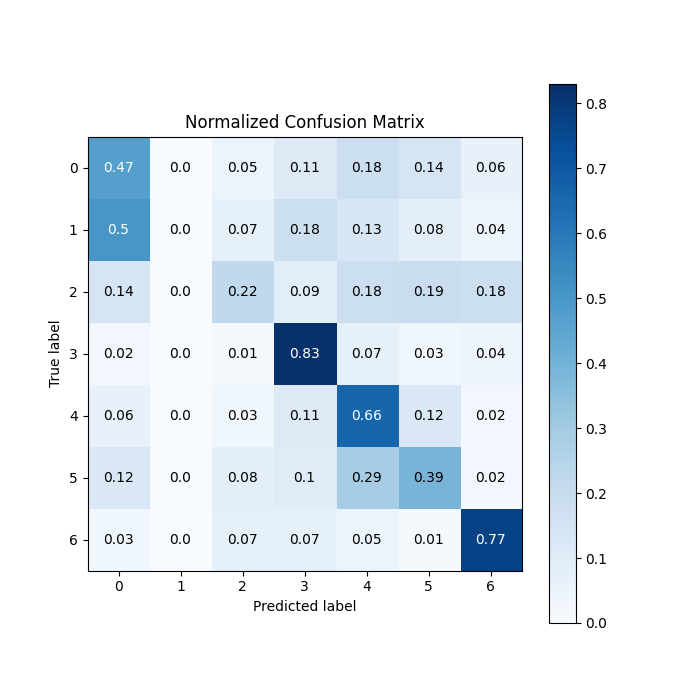 Normalized Confusion Matrix
0 0.47 0.0 0.05 0.11 0.18 0.14 0.06
1 0.5 0.0 0.07 0.18 0.13 0.08 0.04
2 0.14 0.0 0.22 0.09 0.18 0.19 0.18
3 0.02 0.0 0.01 0.83 0.07 0.03 0.04
4 0.06 0.0 0.03 0.11 0.66 0.12 0.02
5 0.12 0.0 0.08 0.1 0.29 0.39 0.02
6 0.03 0.0 0.07 0.07 0.05 0.01 0.77
0 1 2 3 4 5 6
Predicted label
True label
0.8
0.7
0.6
0.5
0.4
0.3
0.2
0.1
0.0